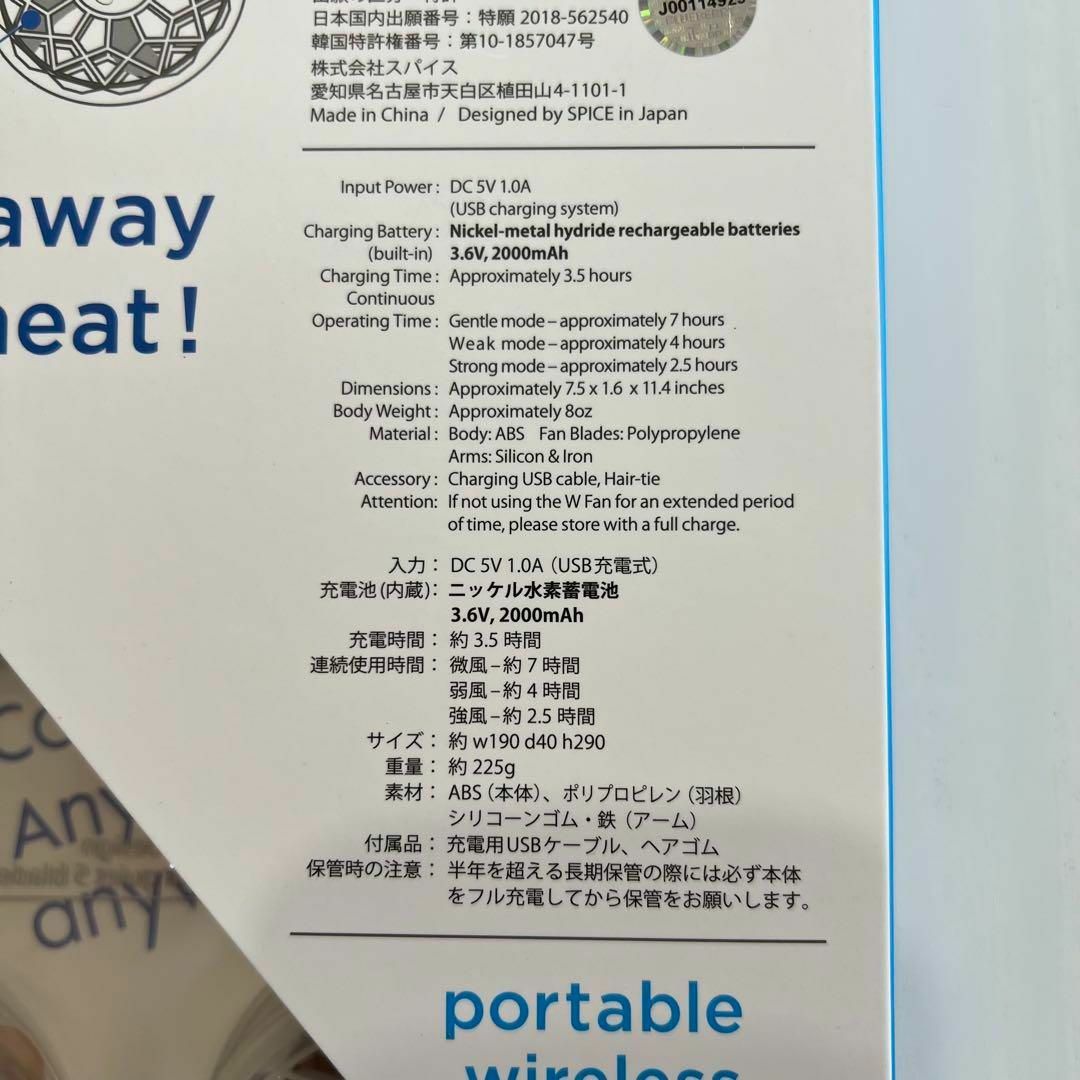 日本国内出願番号：特願 2018-562540
韓国特許権番号：第10-1857047号
株式会社スパイス
愛知県名古屋市天白区植田山4-1101-1
Made in China / Designed by SPICE in Japan
away
heat!
Input Power: DC 5V 1.0A
(USB charging system)
Charging Battery: Nickel-metal hydride rechargeable batteries
(built-in) 3.6V, 2000mAh
Charging Time: Approximately 3.5 hours
Continuous
Operating Time: Gentle mode – approximately 7 hours
Weak mode – approximately 4 hours
Strong mode – approximately 2.5 hours
Dimensions: Approximately 7.5 x 1.6 x 11.4 inches
Body Weight: Approximately 8oz
Material: Body: ABS Fan Blades: Polypropylene
Arms: Silicon & Iron
Accessory: Charging USB cable, Hair-tie
Attention: If not using the W Fan for an extended period
of time, please store with a full charge.
入力： DC 5V 1.0A（USB充電式）
充電池(内蔵)： ニッケル水素蓄電池
3.6V, 2000mAh
充電時間： 約 3.5 時間
連続使用時間： 微風 – 約 7 時間
弱風 – 約 4 時間
強風 – 約 2.5 時間
サイズ： 約 w190 d40 h290
重量： 約 225g
素材： ABS（本体）、ポリプロピレン（羽根）
シリコーンゴム・鉄（アーム）
付属品： 充電用USBケーブル、ヘアゴム
保管時の注意： 半年を超える長期保管の際には必ず本体
をフル充電してから保管をお願いします。
Any
any
portable
wireless